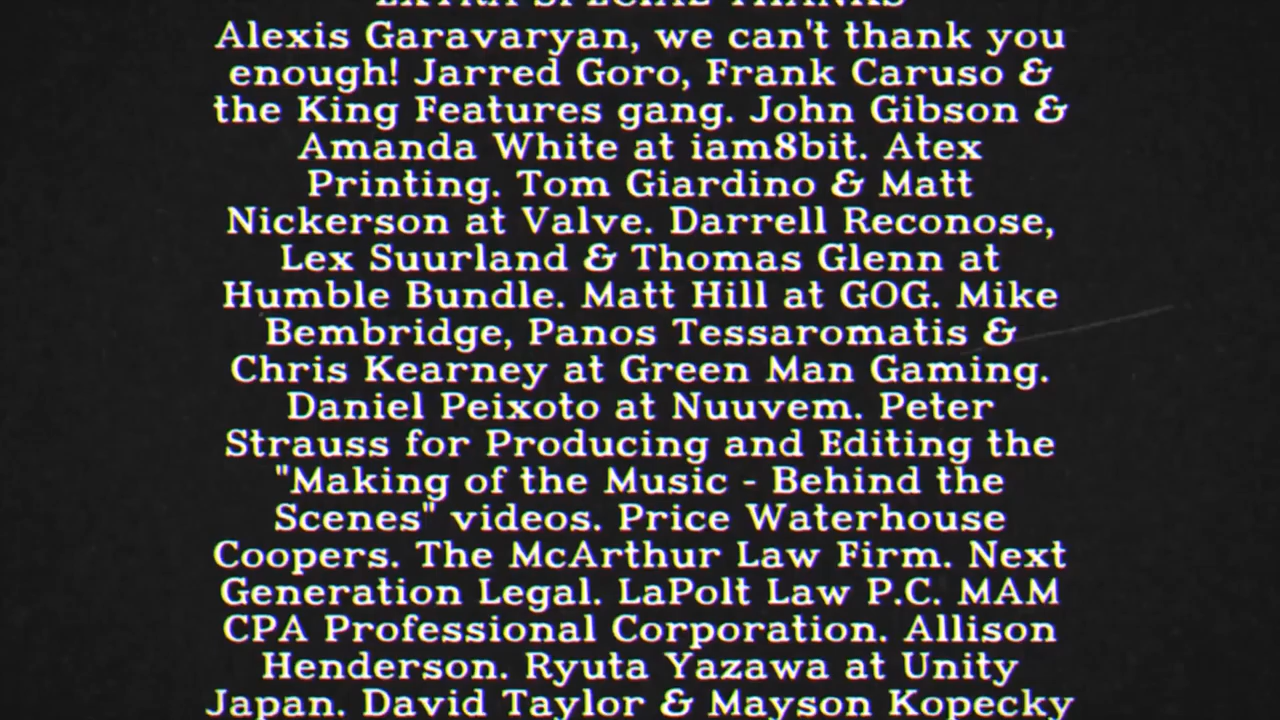 EXTRA SPECIAL THANKS
Alexis Garavaryan, we can't thank you
enough! Jarred Goro, Frank Caruso &
the King Features gang. John Gibson &
Amanda White at iam8bit. Atex
Printing. Tom Giardino & Matt
Nickerson at Valve. Darrell Reconose,
Lex Suurland & Thomas Glenn at
Humble Bundle. Matt Hill at GOG. Mike
Bembridge, Panos Tessaromatis &
Chris Kearney at Green Man Gaming.
Daniel Peixoto at Nuuvem. Peter
Strauss for Producing and Editing the
"Making of the Music - Behind the
Scenes" videos. Price Waterhouse
Coopers. The McArthur Law Firm. Next
Generation Legal. LaPolt Law P.C. MAM
CPA Professional Corporation. Allison
Henderson. Ryuta Yazawa at Unity
Japan. David Taylor & Mayson Kopecky